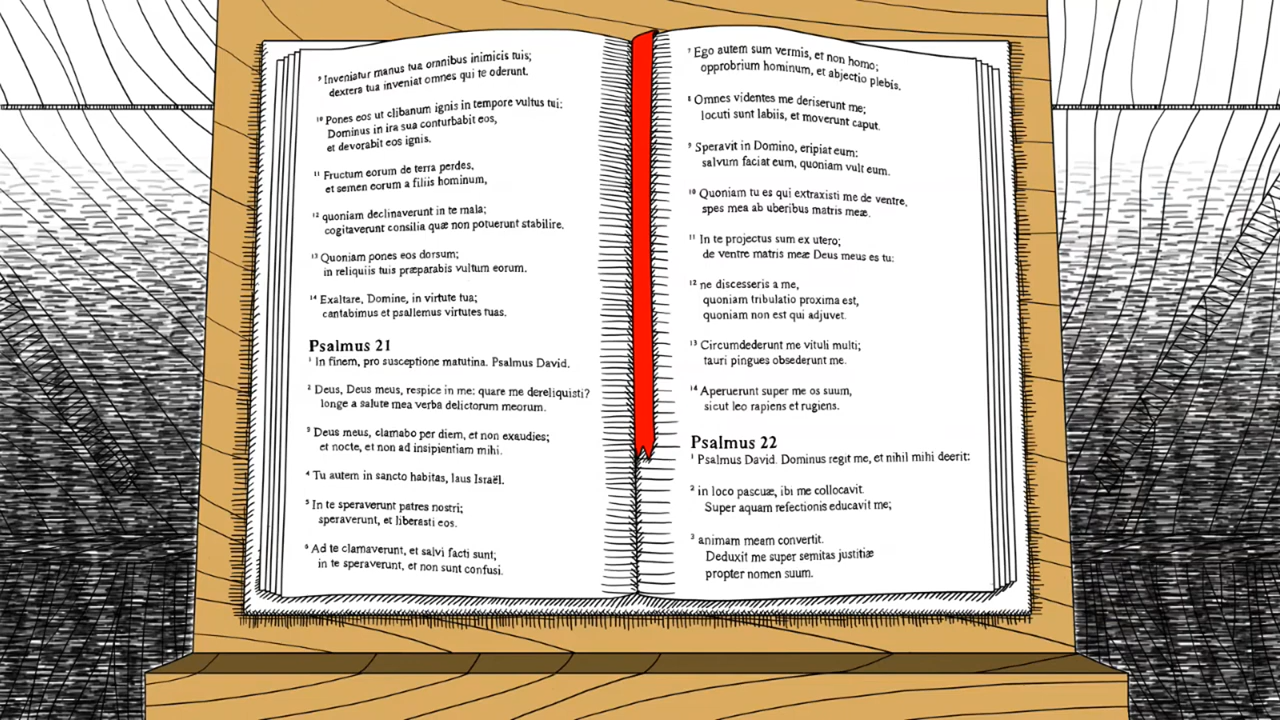 9 Inveniatur manus tua omnibus inimicis tuis;
dextera tua inveniat omnes qui te oderunt.
10 Pones eos ut clibanum ignis in tempore vultus tui:
Dominus in ira sua conturbabit eos,
et devorabit eos ignis.
11 Fructum eorum de terra perdes,
et semen eorum a filiis hominum,
12 quoniam declinaverunt in te mala;
cogitaverunt consilia quæ non potuerunt stabilire.
13 Quoniam pones eos dorsum;
in reliquiis tuis præparabis vultum eorum.
14 Exaltare, Domine, in virtute tua;
cantabimus et psallemus virtutes tuas.
Psalmus 21
1 In finem, pro susceptione matutina. Psalmus David.
2 Deus, Deus meus, respice in me: quare me dereliquisti?
longe a salute mea verba delictorum meorum.
3 Deus meus, clamabo per diem, et non exaudies;
et nocte, et non ad insipientiam mihi.
4 Tu autem in sancto habitas, laus Israël.
5 In te speraverunt patres nostri;
speraverunt, et liberasti eos.
6 Ad te clamaverunt, et salvi facti sunt;
in te speraverunt, et non sunt confusi.
7 Ego autem sum vermis, et non homo;
opprobrium hominum, et abjectio plebis.
8 Omnes videntes me deriserunt me;
locuti sunt labiis, et moverunt caput.
9 Speravit in Domino, eripiat eum;
salvum faciat eum, quoniam vult eum.
10 Quoniam tu es qui extraxisti me de ventre,
spes mea ab uberibus matris meæ.
11 In te projectus sum ex utero;
de ventre matris meæ Deus meus es tu:
12 ne discesseris a me,
quoniam tribulatio proxima est,
quoniam non est qui adjuvet.
13 Circumdederunt me vituli multi;
tauri pingues obsederunt me.
14 Aperuerunt super me os suum,
sicut leo rapiens et rugiens.
Psalmus 22
1 Psalmus David. Dominus regit me, et nihil mihi deerit:
2 in loco pascuæ, ibi me collocavit.
Super aquam refectionis educavit me;
3 animam meam convertit.
Deduxit me super semitas justitiæ
propter nomen suum.